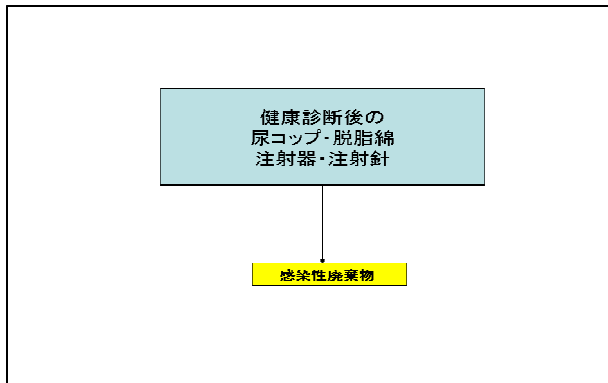 健康診断後の
尿コップ・脱脂綿
注射器・注射針
感染性廃棄物